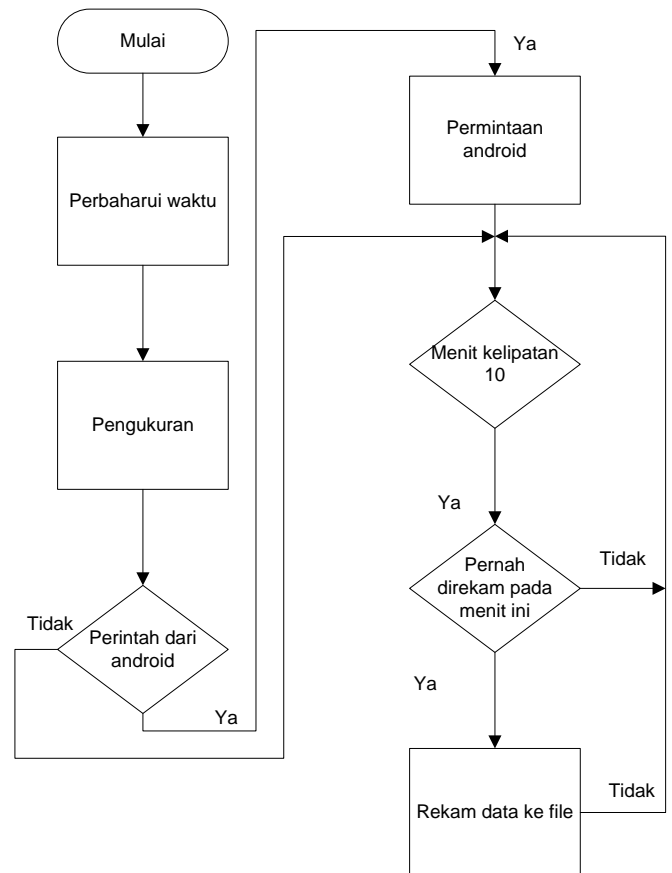 Mulai
Perbaharui waktu
Pengukuran
Tidak
Perintah dari
android
Ya
Ya
Permintaan
android
Menit kelipatan
10
Ya
Pernah
direkam pada
menit ini
Tidak
Ya
Rekam data ke file
Tidak